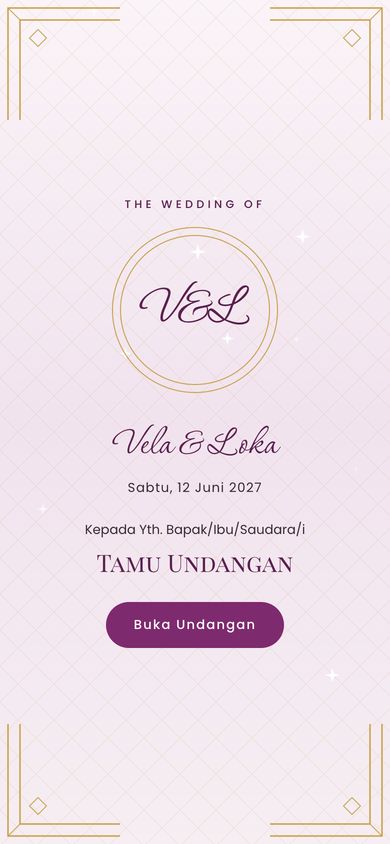 THE WEDDING OF
V&L
Vela & Loka
Sabtu, 12 Juni 2027
Kepada Yth. Bapak/Ibu/Saudara/i
Tamu Undangan
Buka Undangan